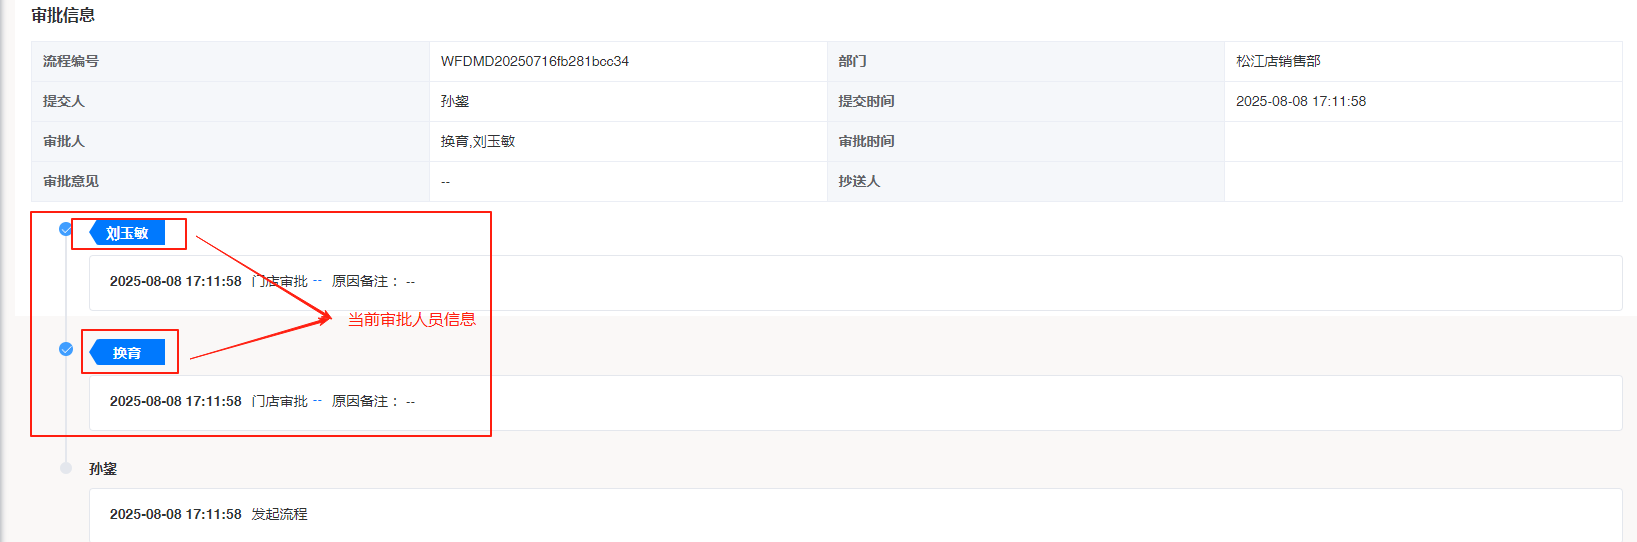 审批信息
流程编号 WFDMD20250716fb281bcc34 部门 松江店销售部
提交人 孙鋆 提交时间 2025-08-08 17:11:58
审批人 换育,刘玉敏 审批时间
审批意见 -- 抄送人
刘玉敏
2025-08-08 17:11:58 门店审批 -- 原因备注： --
当前审批人员信息
换育
2025-08-08 17:11:58 门店审批 -- 原因备注： --
孙鋆
2025-08-08 17:11:58 发起流程